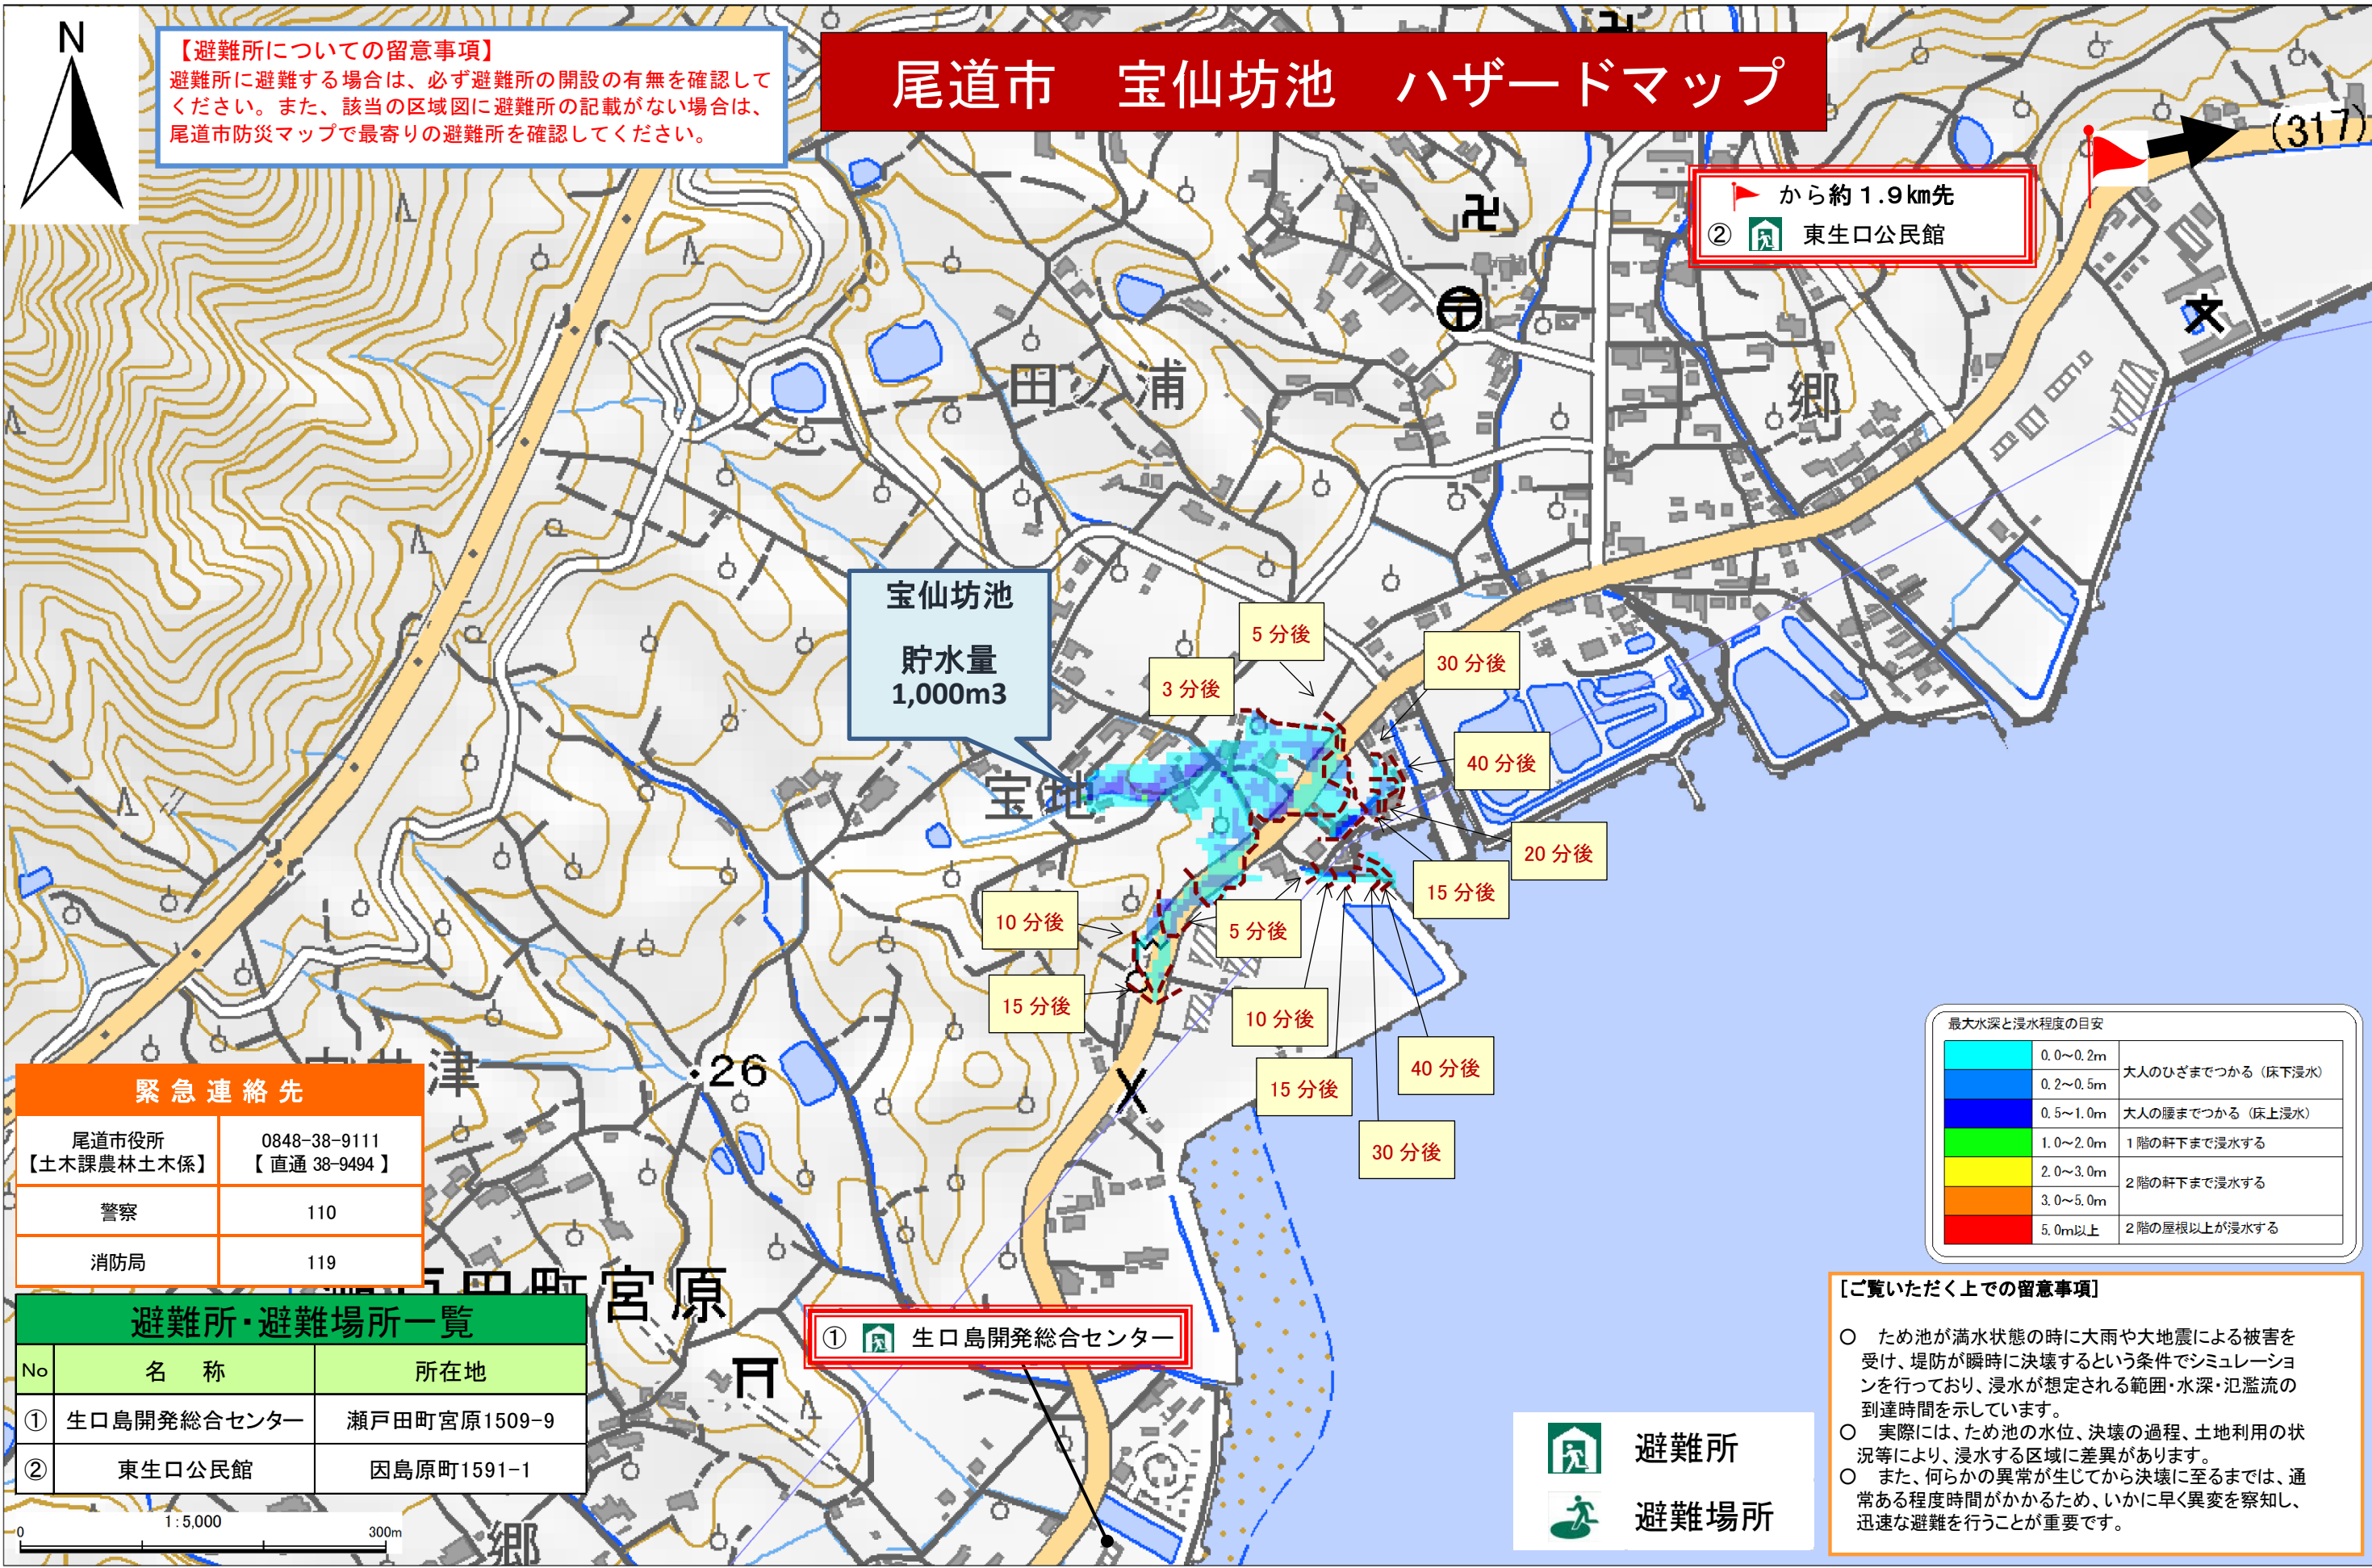 N
【避難所についての留意事項】
避難所に避難する場合は、必ず避難所の開設の有無を確認して
ください。また、該当の区域図に避難所の記載がない場合は、
尾道市防災マップで最寄りの避難所を確認してください。
尾道市　宝仙坊池　ハザードマップ
(317)
から約1.9km先
② 東生口公民館
卍
卍
文
50
田ノ浦
郷
宝仙坊池
貯水量
1,000m3
宝地
5分後
3分後
30分後
40分後
20分後
15分後
10分後
5分後
15分後
10分後
15分後
40分後
30分後
・26
津
宮原
郷
緊急連絡先
尾道市役所
【土木課農林土木係】
0848-38-9111
【 直通 38-9494 】
警察 110
消防局 119
避難所・避難場所一覧
No 名　称 所在地
① 生口島開発総合センター 瀬戸田町宮原1509-9
② 東生口公民館 因島原町1591-1
0 1:5,000 300m
① 生口島開発総合センター
避難所
避難場所
最大水深と浸水程度の目安
0.0～0.2m
大人のひざまでつかる（床下浸水）
0.2～0.5m
0.5～1.0m 大人の腰までつかる（床上浸水）
1.0～2.0m 1階の軒下まで浸水する
2.0～3.0m
2階の軒下まで浸水する
3.0～5.0m
5.0m以上 2階の屋根以上が浸水する
[ご覧いただく上での留意事項]
○　ため池が満水状態の時に大雨や大地震による被害を
受け、堤防が瞬時に決壊するという条件でシミュレーショ
ンを行っており、浸水が想定される範囲・水深・氾濫流の
到達時間を示しています。
○　実際には、ため池の水位、決壊の過程、土地利用の状
況等により、浸水する区域に差異があります。
○　また、何らかの異常が生じてから決壊に至るまでは、通
常ある程度時間がかかるため、いかに早く異変を察知し、
迅速な避難を行うことが重要です。